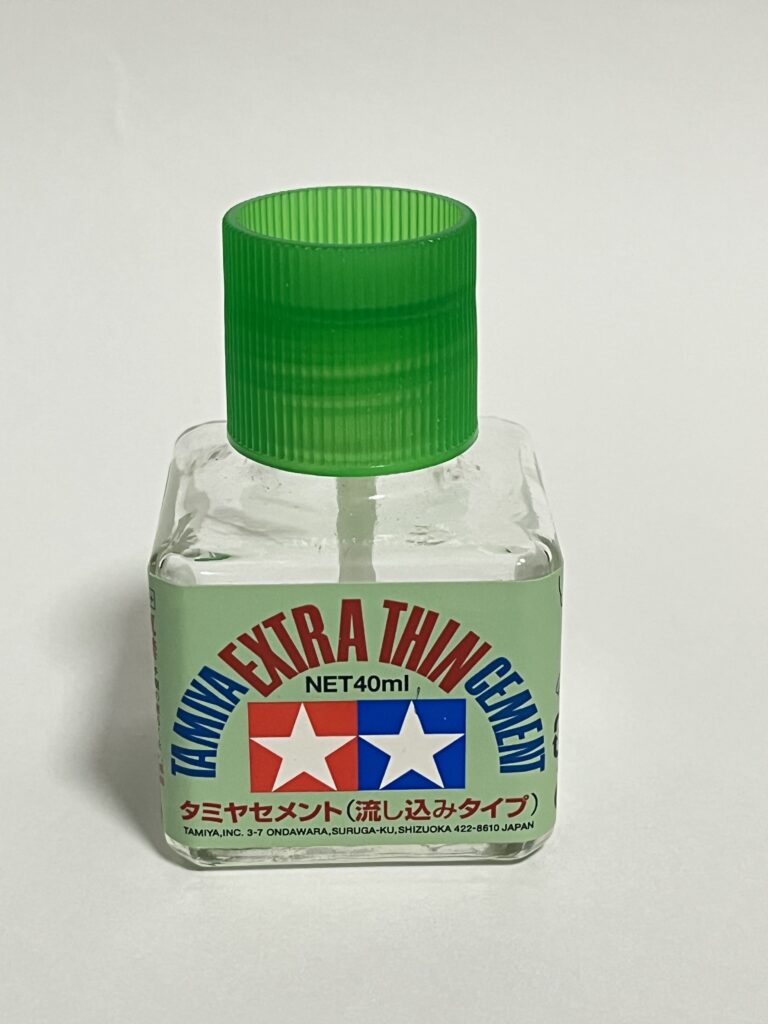 TAMIYA EXTRA THIN CEMENT
NET40ml
タミヤセメント(流し込みタイプ)
TAMIYA,INC. 3-7 ONDAWARA,SURUGA-KU,SHIZUOKA 422-8610 JAPAN